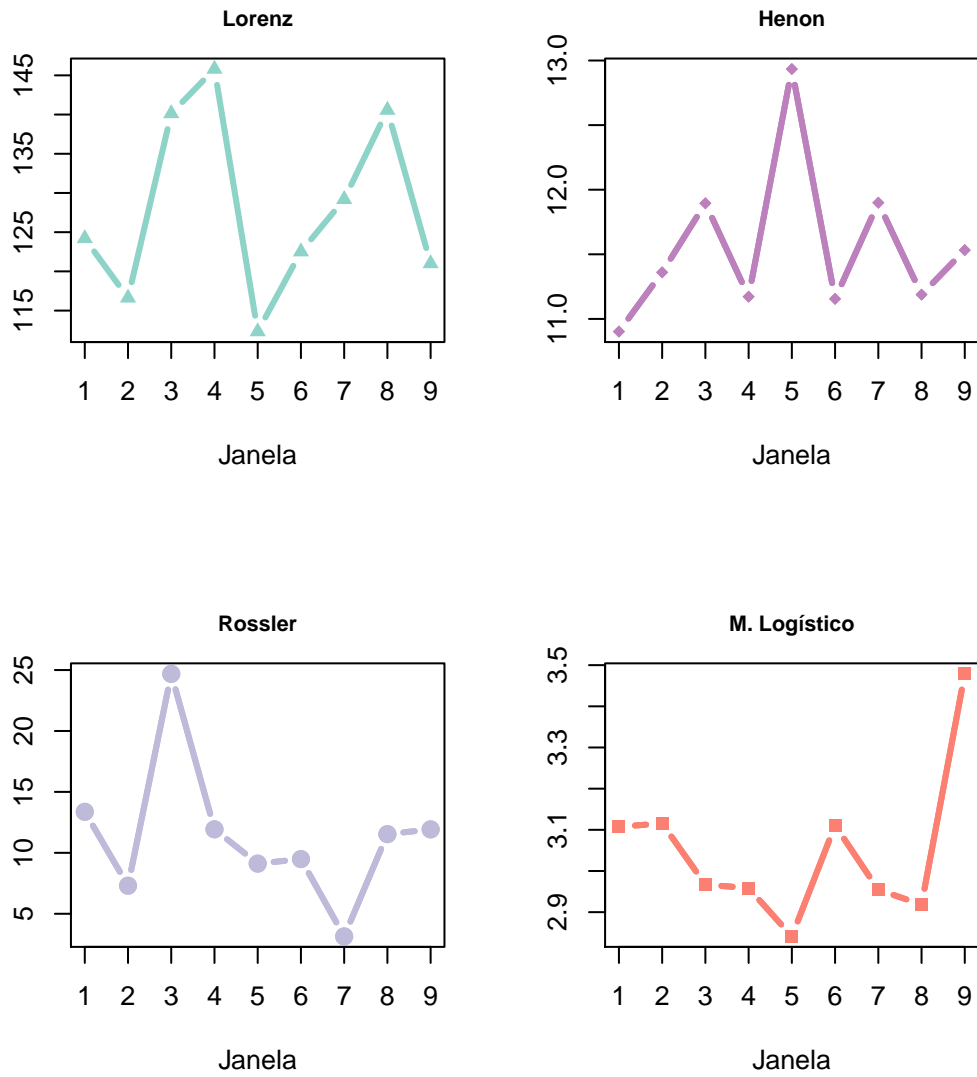 Lorenz
145
135
125
115
1 2 3 4 5 6 7 8 9
Janela
Henon
13.0
12.0
11.0
1 2 3 4 5 6 7 8 9
Janela
Rossler
25
20
15
10
5
1 2 3 4 5 6 7 8 9
Janela
M. Logístico
3.5
3.3
3.1
2.9
1 2 3 4 5 6 7 8 9
Janela